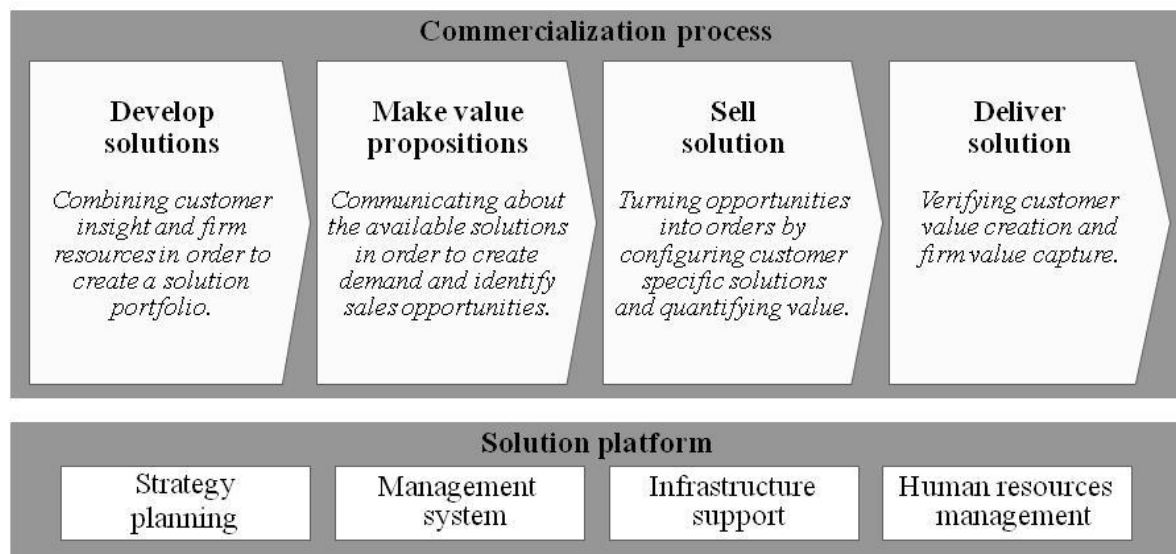 Commercialization process
Develop
solutions
Combining customer
insight and firm
resources in order to
create a solution
portfolio.
Make value
propositions
Communicating about
the available solutions
in order to create
demand and identify
sales opportunities.
Sell
solution
Turning opportunities
into orders by
configuring customer
specific solutions
and quantifying value.
Deliver
solution
Verifying customer
value creation and
firm value capture.
Solution platform
Strategy
planning
Management
system
Infrastructure
support
Human resources
management